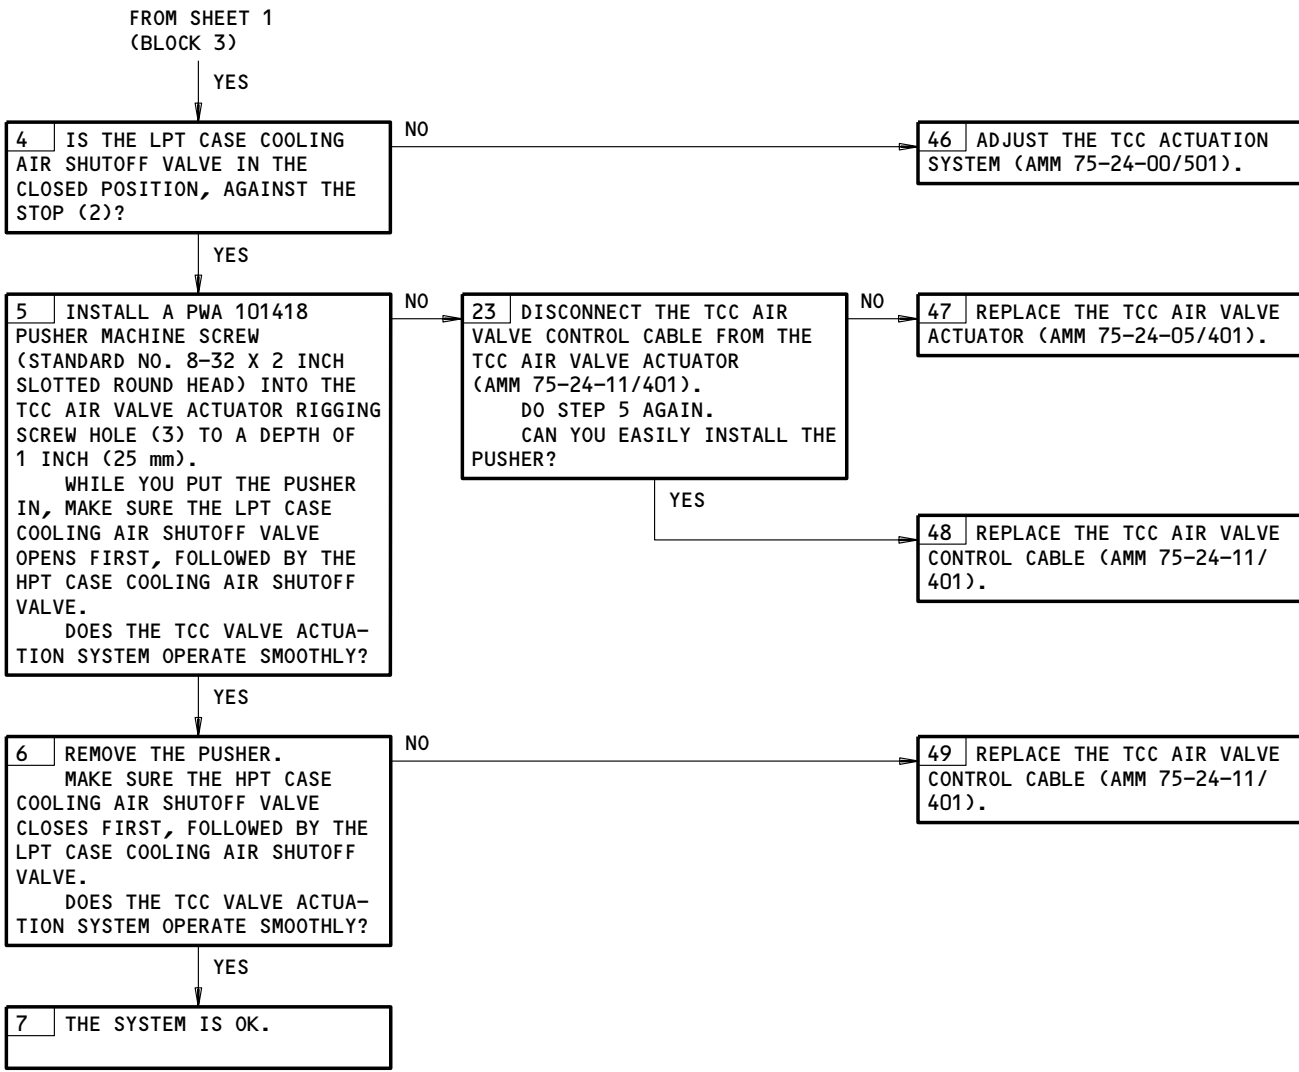 FROM SHEET 1
(BLOCK 3)
YES
4 IS THE LPT CASE COOLING
AIR SHUTOFF VALVE IN THE
CLOSED POSITION, AGAINST THE
STOP (2)?
NO
46 ADJUST THE TCC ACTUATION
SYSTEM (AMM 75-24-00/501).
YES
5 INSTALL A PWA 101418
PUSHER MACHINE SCREW
(STANDARD NO. 8-32 X 2 INCH
SLOTTED ROUND HEAD) INTO THE
TCC AIR VALVE ACTUATOR RIGGING
SCREW HOLE (3) TO A DEPTH OF
1 INCH (25 mm).
WHILE YOU PUT THE PUSHER
IN, MAKE SURE THE LPT CASE
COOLING AIR SHUTOFF VALVE
OPENS FIRST, FOLLOWED BY THE
HPT CASE COOLING AIR SHUTOFF
VALVE.
DOES THE TCC VALVE ACTUA-
TION SYSTEM OPERATE SMOOTHLY?
NO
23 DISCONNECT THE TCC AIR
VALVE CONTROL CABLE FROM THE
TCC AIR VALVE ACTUATOR
(AMM 75-24-11/401).
DO STEP 5 AGAIN.
CAN YOU EASILY INSTALL THE
PUSHER?
NO
47 REPLACE THE TCC AIR VALVE
ACTUATOR (AMM 75-24-05/401).
YES
48 REPLACE THE TCC AIR VALVE
CONTROL CABLE (AMM 75-24-11/
401).
YES
6 REMOVE THE PUSHER.
MAKE SURE THE HPT CASE
COOLING AIR SHUTOFF VALVE
CLOSES FIRST, FOLLOWED BY THE
LPT CASE COOLING AIR SHUTOFF
VALVE.
DOES THE TCC VALVE ACTUA-
TION SYSTEM OPERATE SMOOTHLY?
NO
49 REPLACE THE TCC AIR VALVE
CONTROL CABLE (AMM 75-24-11/
401).
YES
7 THE SYSTEM IS OK.